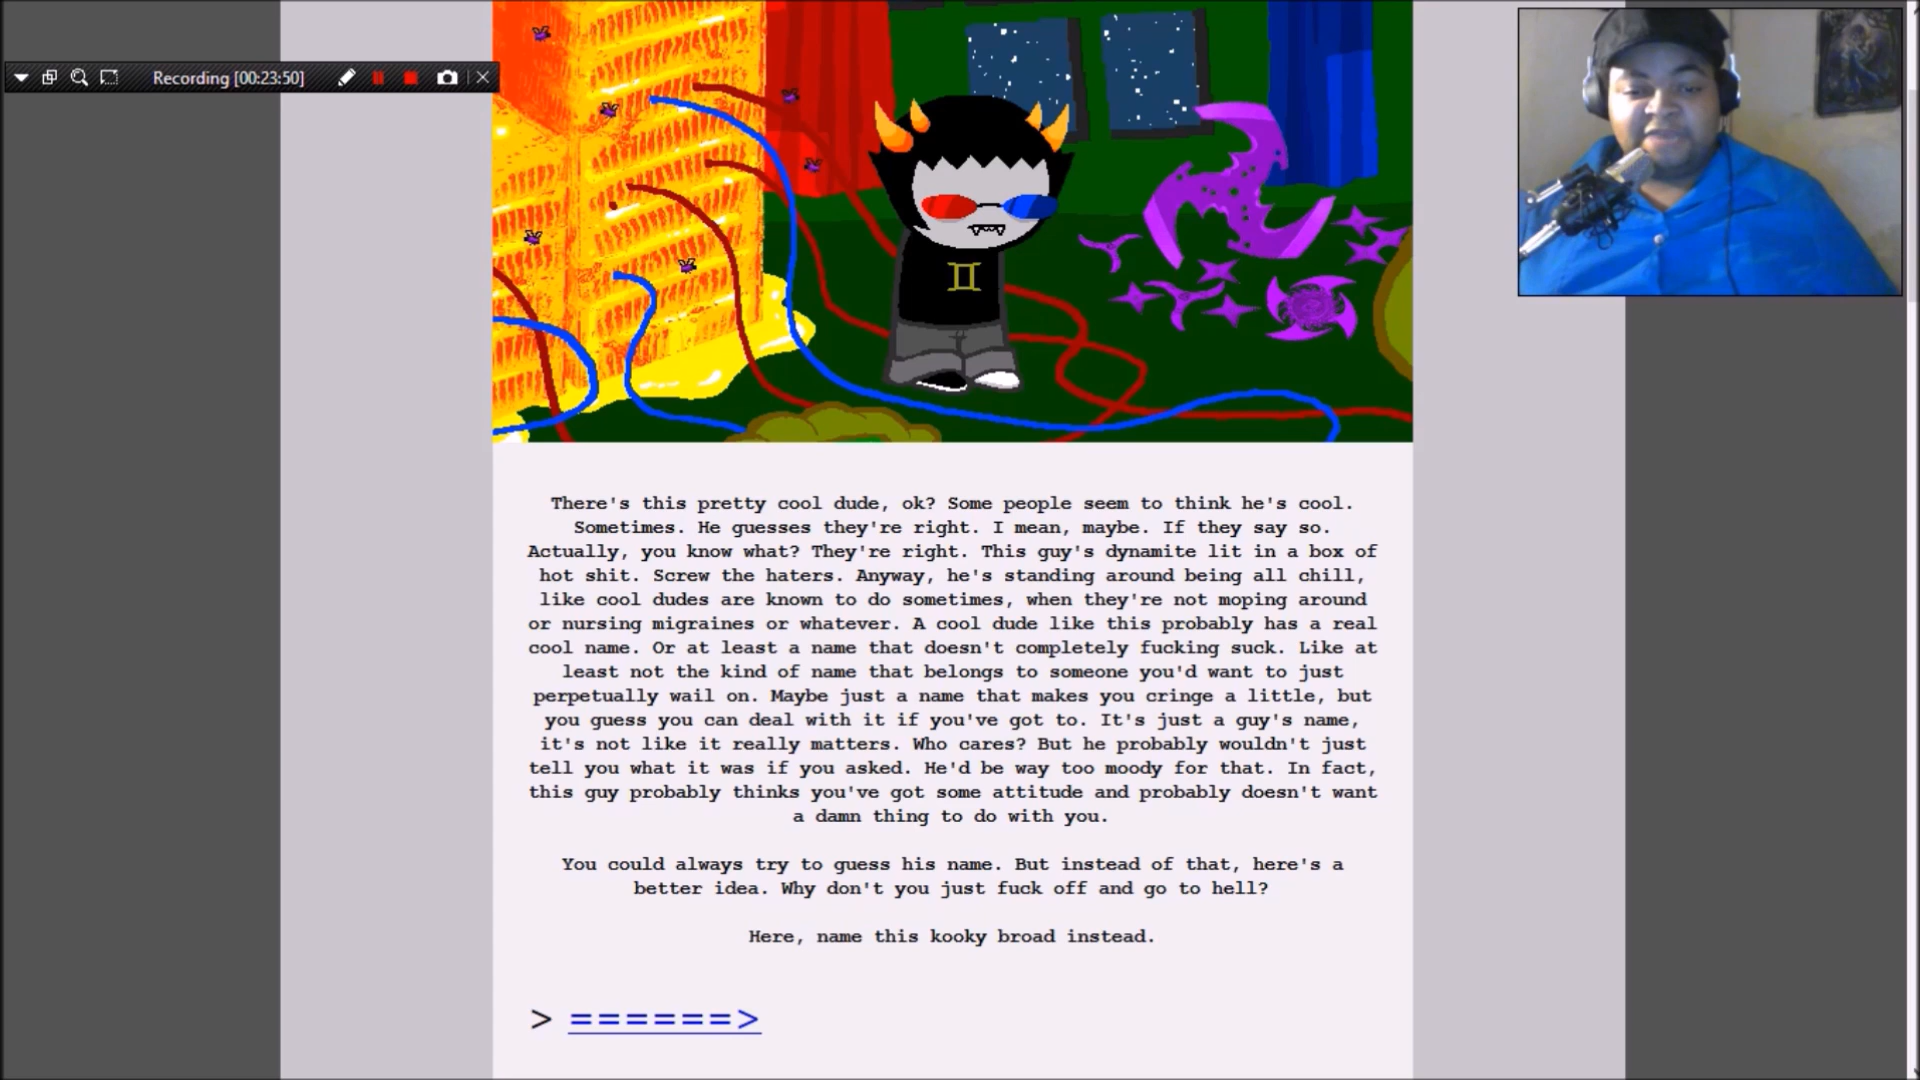 Recording [00:23:50]
There's this pretty cool dude, ok? Some people seem to think he's cool.
Sometimes. He guesses they're right. I mean, maybe. If they say so.
Actually, you know what? They're right. This guy's dynamite lit in a box of
hot shit. Screw the haters. Anyway, he's standing around being all chill,
like cool dudes are known to do sometimes, when they're not moping around
or nursing migraines or whatever. A cool dude like this probably has a real
cool name. Or at least a name that doesn't completely fucking suck. Like at
least not the kind of name that belongs to someone you'd want to just
perpetually wail on. Maybe just a name that makes you cringe a little, but
you guess you can deal with it if you've got to. It's just a guy's name,
it's not like it really matters. Who cares? But he probably wouldn't just
tell you what it was if you asked. He'd be way too moody for that. In fact,
this guy probably thinks you've got some attitude and probably doesn't want
a damn thing to do with you.
You could always try to guess his name. But instead of that, here's a
better idea. Why don't you just fuck off and go to hell?
Here, name this kooky broad instead.
> ======>